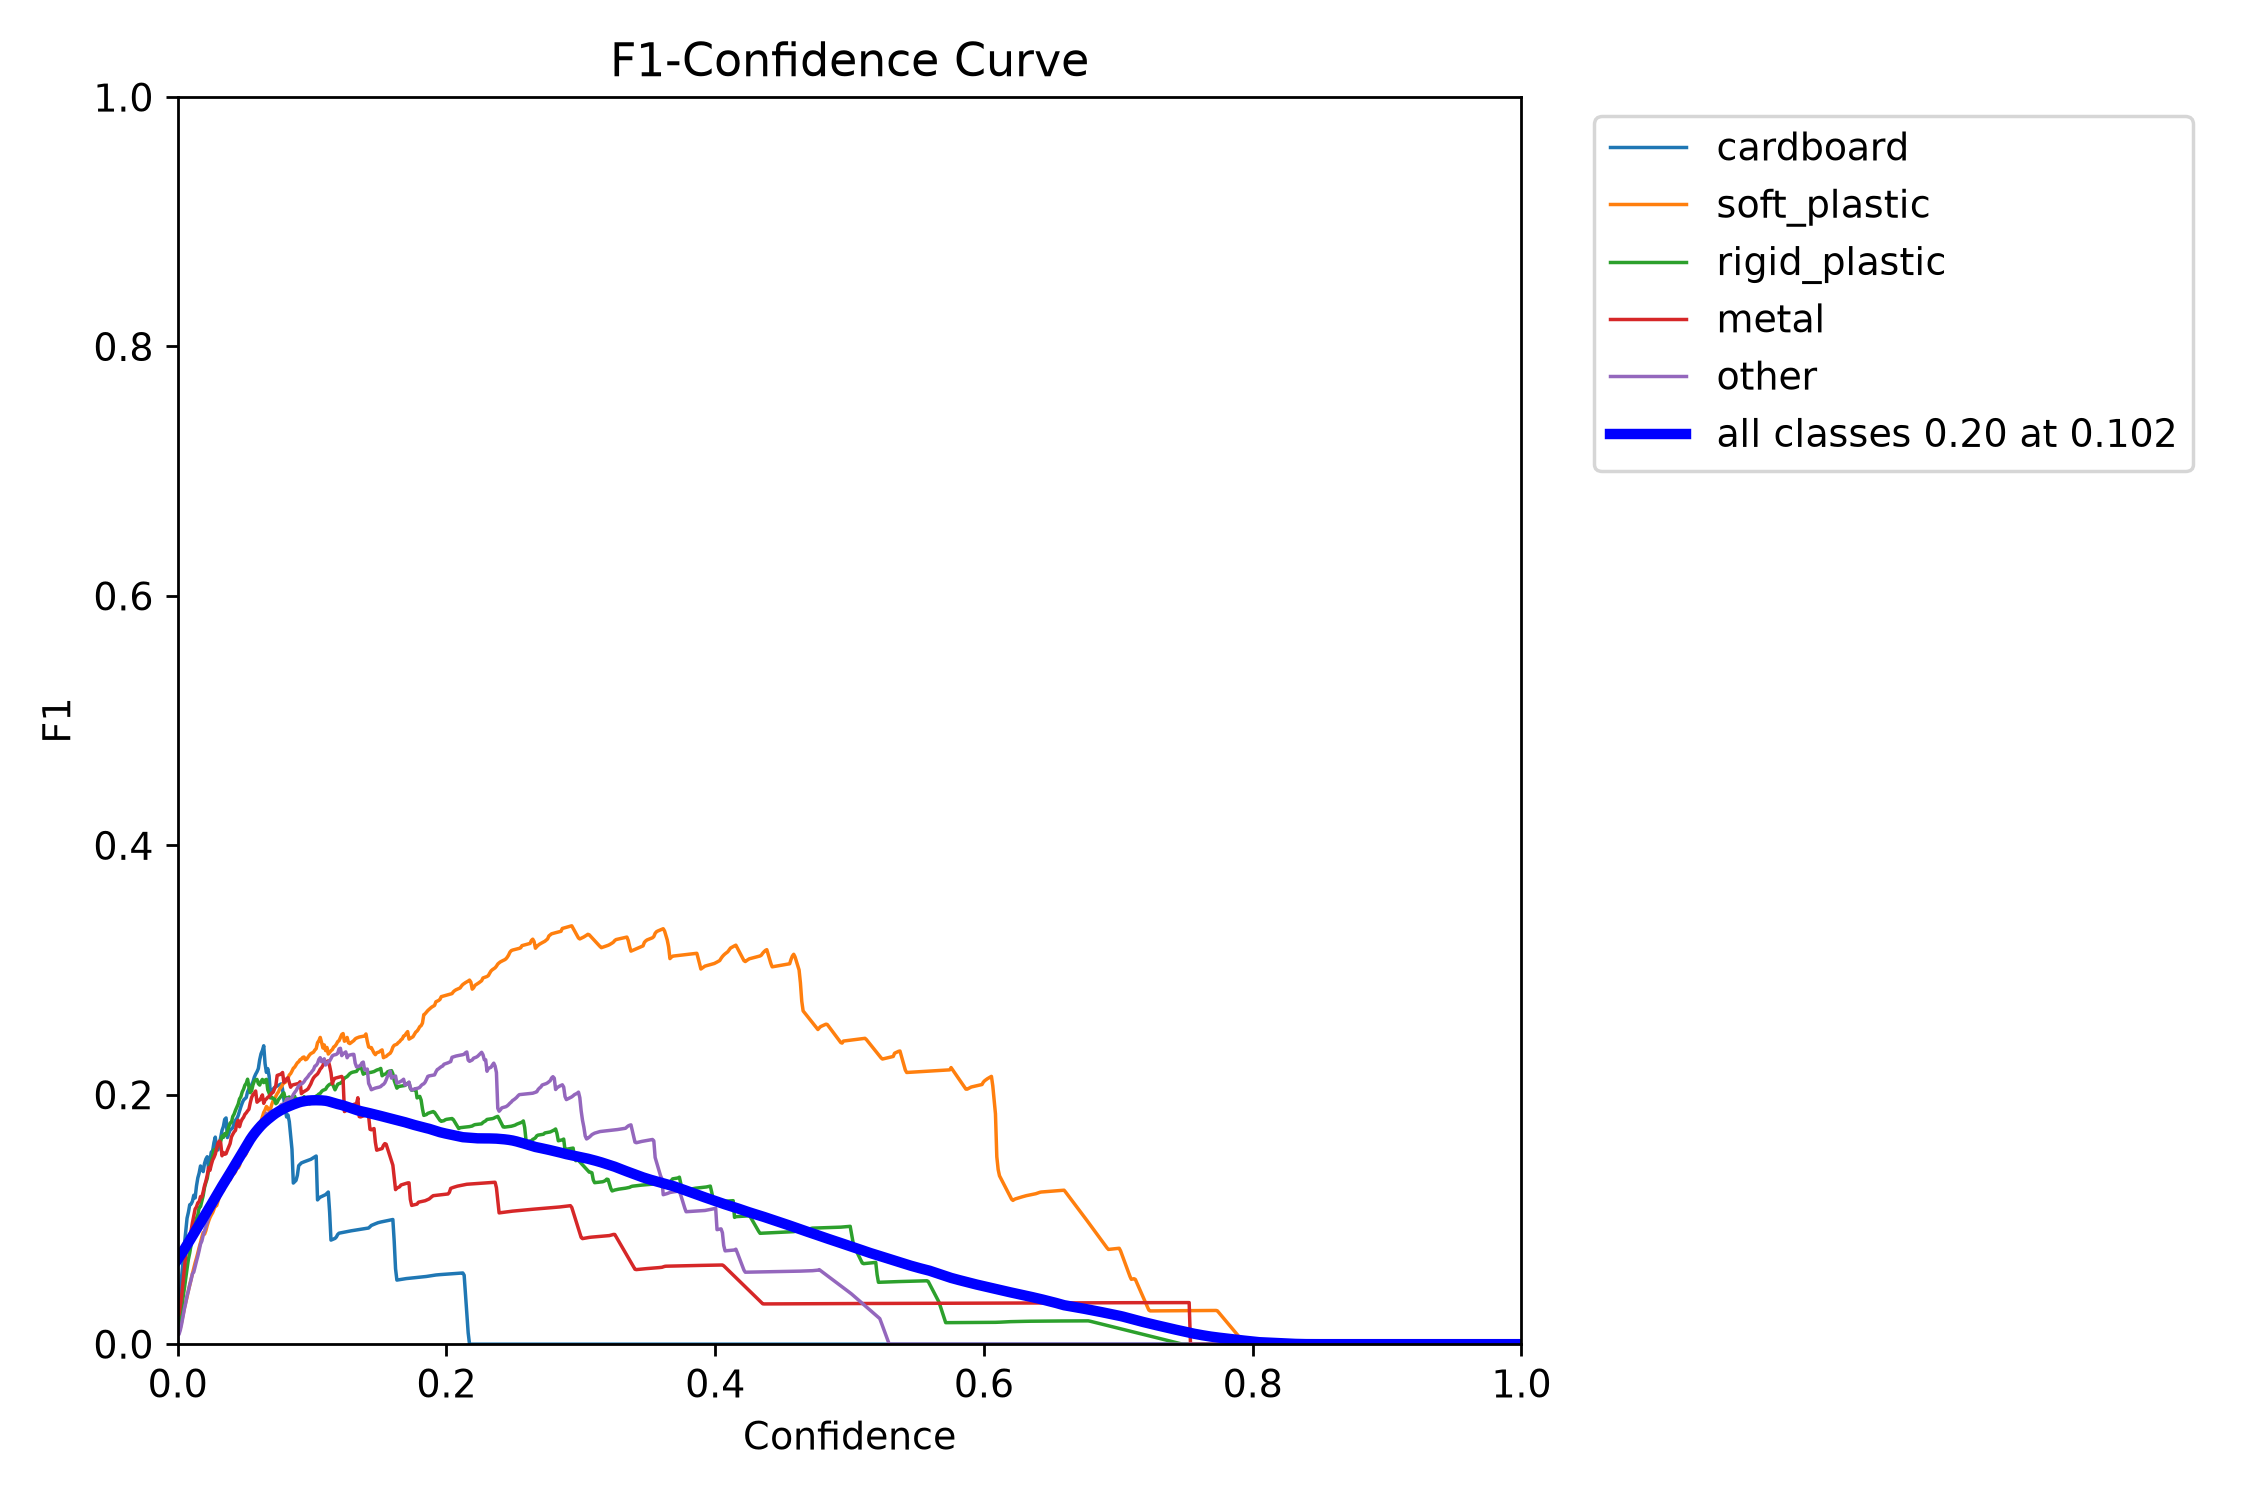 F1-Confidence Curve
1.0
0.8
0.6
0.4
0.2
0.0
F1
0.0 0.2 0.4 0.6 0.8 1.0
Confidence
cardboard
soft_plastic
rigid_plastic
metal
other
all classes 0.20 at 0.102